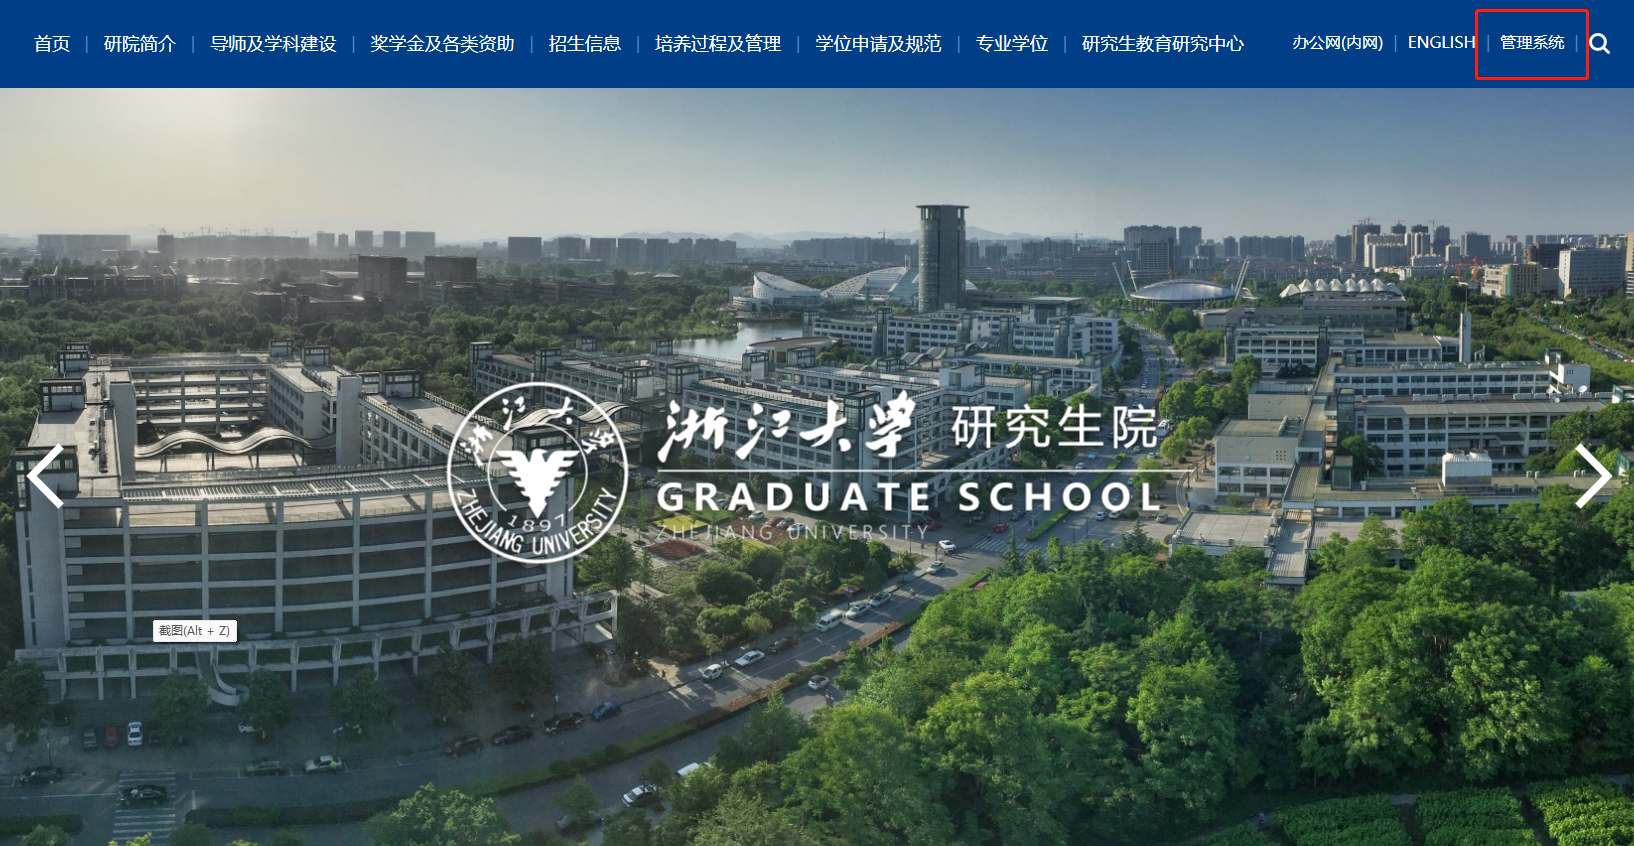 首页 | 研院简介 | 导师及学科建设 | 奖学金及各类资助 | 招生信息 | 培养过程及管理 | 学位申请及规范 | 专业学位 | 研究生教育研究中心 办公网(内网) | ENGLISH | 管理系统 |
浙江大学 研究生院
GRADUATE SCHOOL
ZHEJIANG UNIVERSITY
浙江大学
1897
ZHEJIANG UNIVERSITY
截图(Alt + Z)